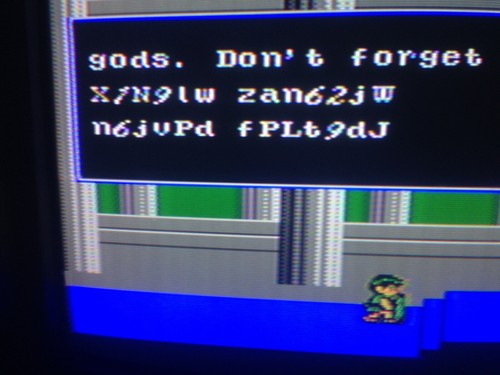 gods. Don't forget
X/N9lw zan62jW
n6jvPd fPLt9dJ